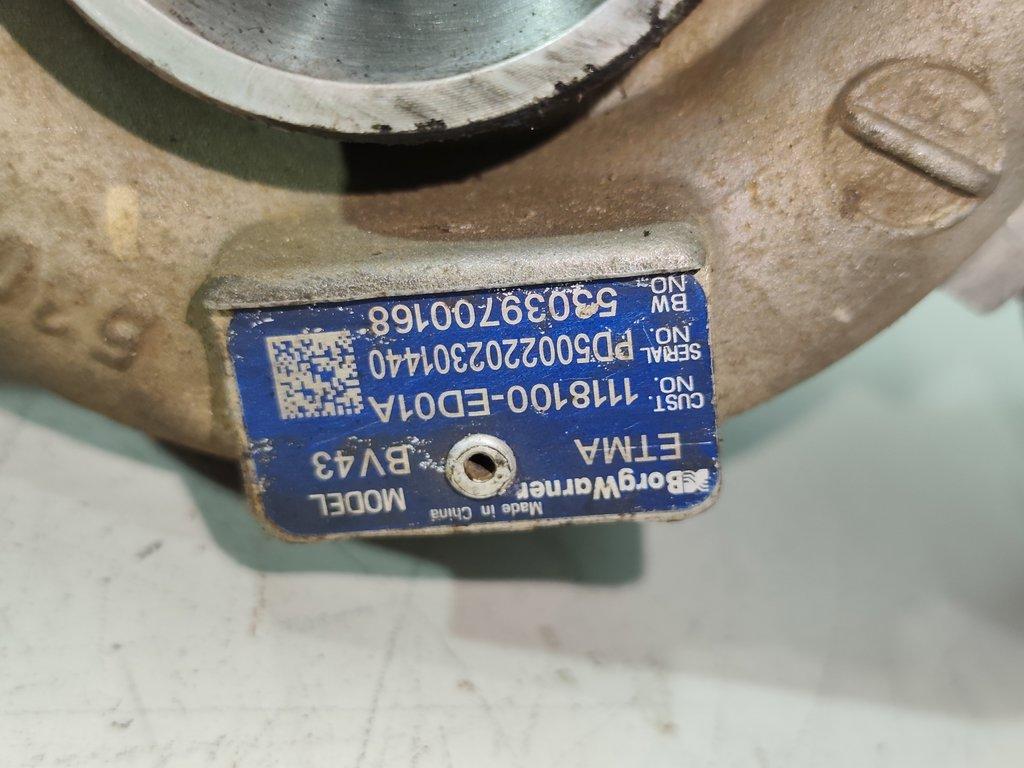 Made in China
BorgWarner
MODEL
ETMA
BV43
CUST. NO.
1118100-ED01A
SERIAL NO.
PD5002202301440
BW NO.
53039700168